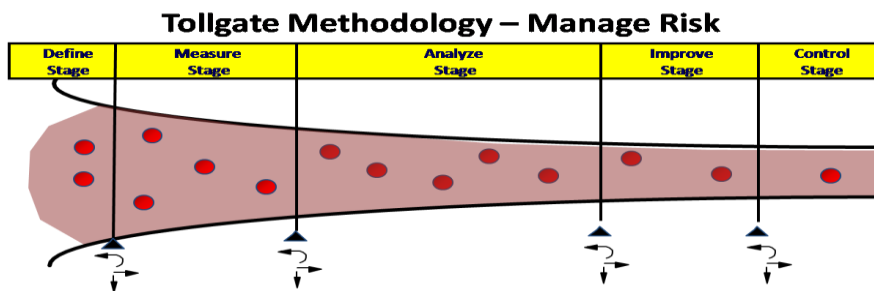 Tollgate Methodology – Manage Risk
Define
Stage
Measure
Stage
Analyze
Stage
Improve
Stage
Control
Stage